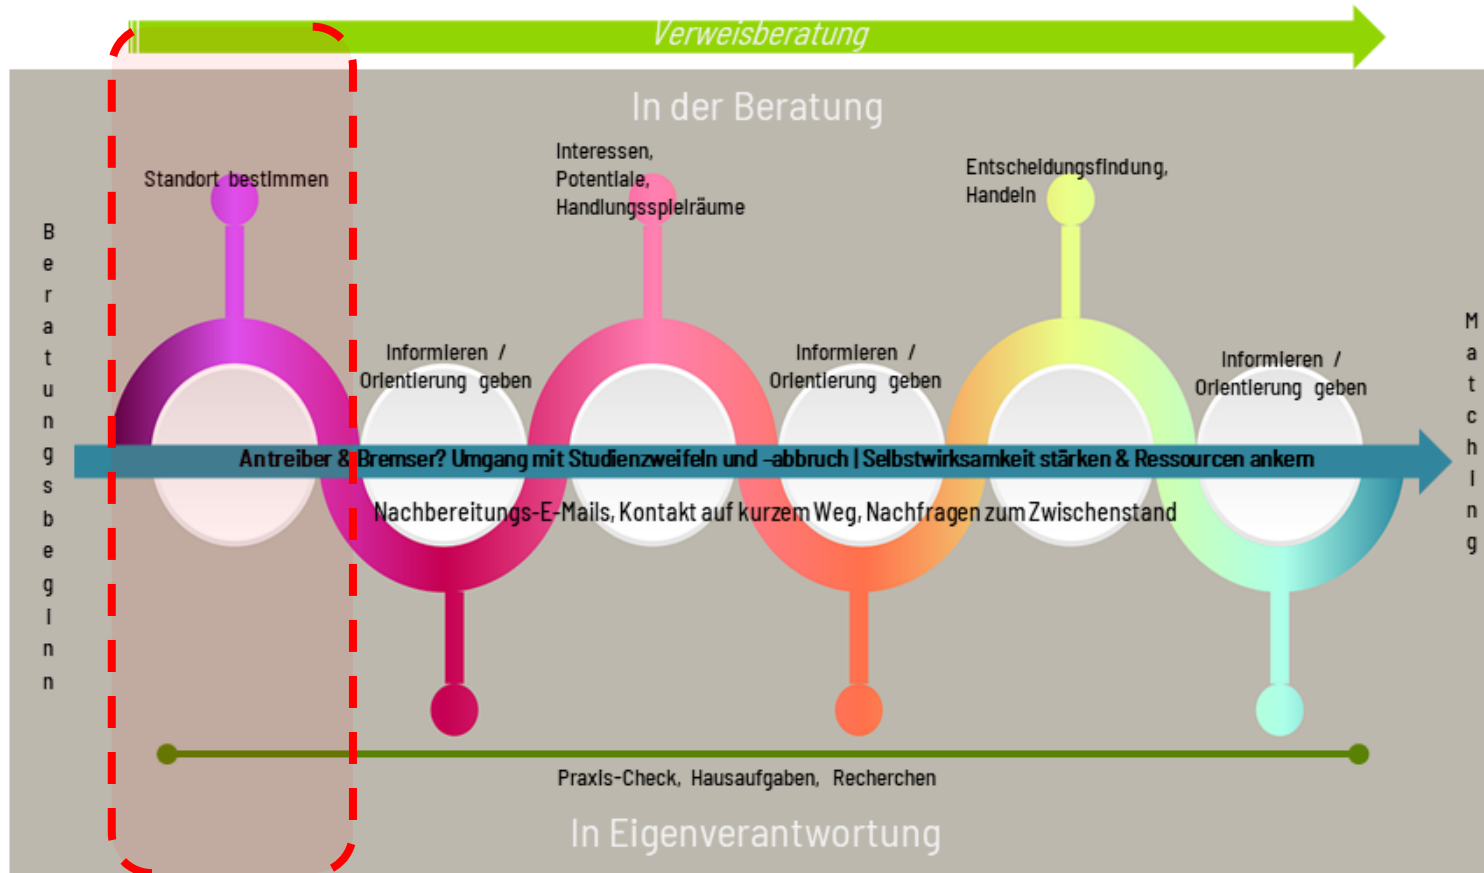 Verweisberatung
In der Beratung
Standort bestimmen
Interessen,
Potentiale,
Handlungsspielräume
Entscheidungsfindung,
Handeln
Beratungsbeginn
Informieren /
Orientierung geben
Informieren /
Orientierung geben
Informieren /
Orientierung geben
Matching
Antreiber & Bremser? Umgang mit Studienzweifeln und –abbruch | Selbstwirksamkeit stärken & Ressourcen ankern
Nachbereitungs-E-Mails, Kontakt auf kurzem Weg, Nachfragen zum Zwischenstand
Praxis-Check, Hausaufgaben, Recherchen
In Eigenverantwortung